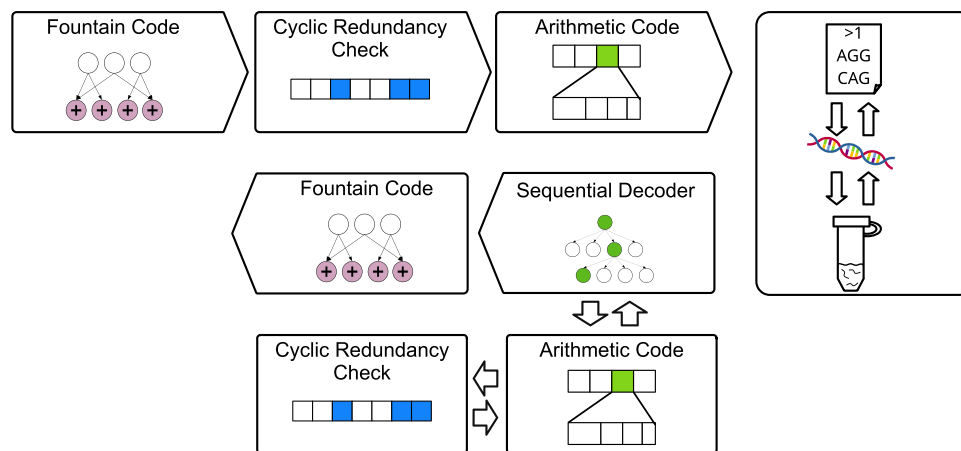 Fountain Code
+ + + +
Cyclic Redundancy
Check
Arithmetic Code
>1
AGG
CAG
Fountain Code
+ + + +
Sequential Decoder
Cyclic Redundancy
Check
Arithmetic Code